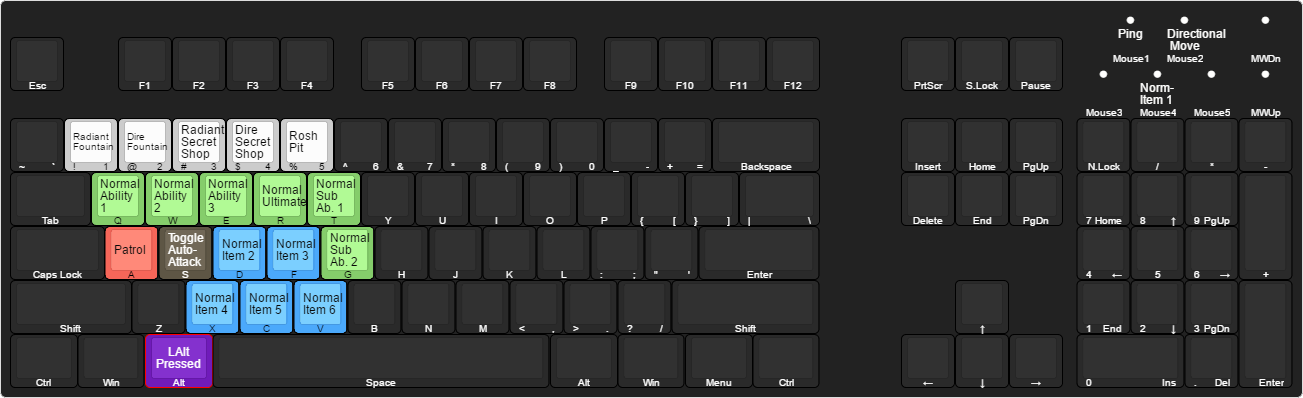 Ping
Directional
Move
Mouse1
Mouse2
MWDn
Norm-
Item 1
Mouse3
Mouse4
Mouse5
MWUp
Esc
F1
F2
F3
F4
F5
F6
F7
F8
F9
F10
F11
F12
PrtScr
S.Lock
Pause
~ `
Radiant
Fountain
! 1
Dire
Fountain
@ 2
Radiant
Secret
Shop
# 3
Dire
Secret
Shop
$ 4
Rosh
Pit
% 5
^ 6
& 7
* 8
( 9
) 0
_ -
+ =
Backspace
Insert
Home
PgUp
N.Lock
/
*
-
Tab
Normal
Ability
1
Q
Normal
Ability
2
W
Normal
Ability
3
E
Normal
Ultimate
R
Normal
Sub
Ab. 1
T
Y
U
I
O
P
{ [
} ]
| \
Delete
End
PgDn
7 Home
8 ↑
9 PgUp
Caps Lock
Patrol
A
Toggle
Auto-
Attack
S
Normal
Item 2
D
Normal
Item 3
F
Normal
Sub
Ab. 2
G
H
J
K
L
: ;
" '
Enter
4 ←
5
6 →
+
Shift
Z
Normal
Item 4
X
Normal
Item 5
C
Normal
Item 6
V
B
N
M
< ,
> .
? /
Shift
↑
1 End
2 ↓
3 PgDn
Ctrl
Win
LAlt
Pressed
Alt
Space
Alt
Win
Menu
Ctrl
←
↓
→
0 Ins
. Del
Enter